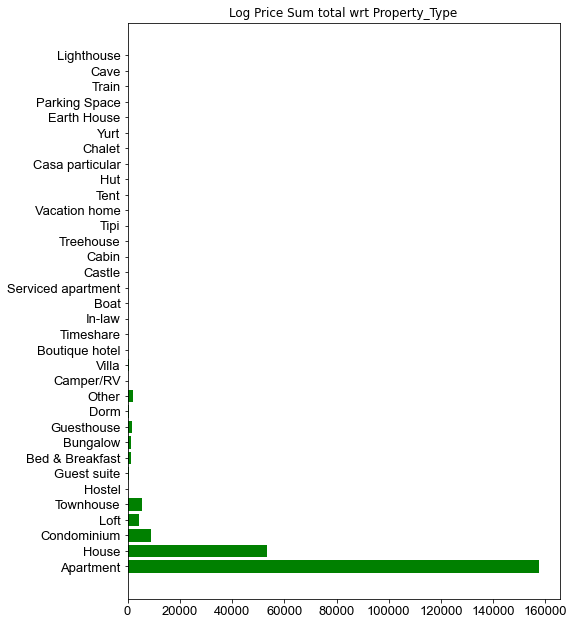 Log Price Sum total wrt Property_Type
Lighthouse
Cave
Train
Parking Space
Earth House
Yurt
Chalet
Casa particular
Hut
Tent
Vacation home
Tipi
Treehouse
Cabin
Castle
Serviced apartment
Boat
In-law
Timeshare
Boutique hotel
Villa
Camper/RV
Other
Dorm
Guesthouse
Bungalow
Bed & Breakfast
Guest suite
Hostel
Townhouse
Loft
Condominium
House
Apartment
0 20000 40000 60000 80000 100000 120000 140000 160000